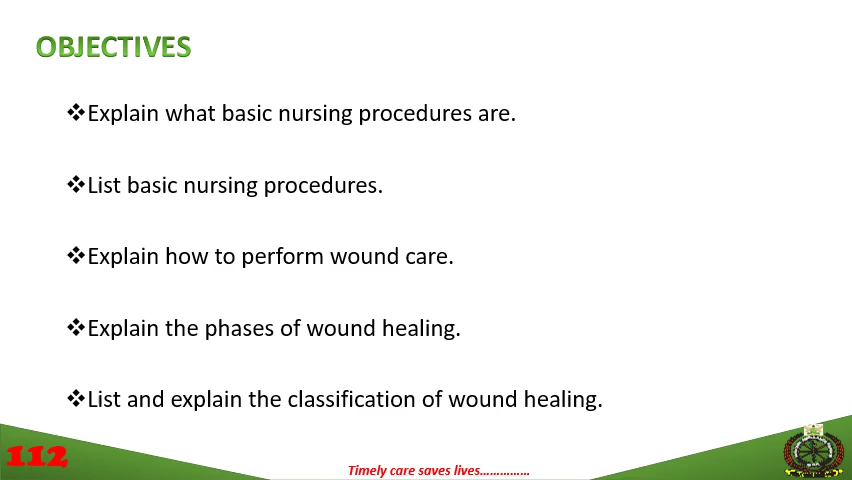 OBJECTIVES
❖Explain what basic nursing procedures are.
❖List basic nursing procedures.
❖Explain how to perform wound care.
❖Explain the phases of wound healing.
❖List and explain the classification of wound healing.
112
Timely care saves lives……………